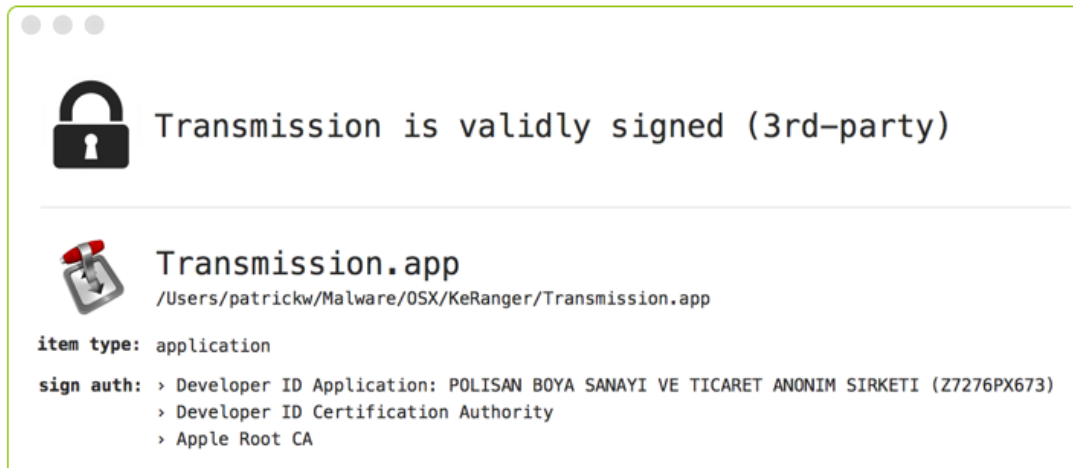 Transmission is validly signed (3rd-party)
Transmission.app
/Users/patrickw/Malware/OSX/KeRanger/Transmission.app
item type: application
sign auth: › Developer ID Application: POLISAN BOYA SANAYI VE TICARET ANONIM SIRKETI (Z7276PX673)
› Developer ID Certification Authority
› Apple Root CA